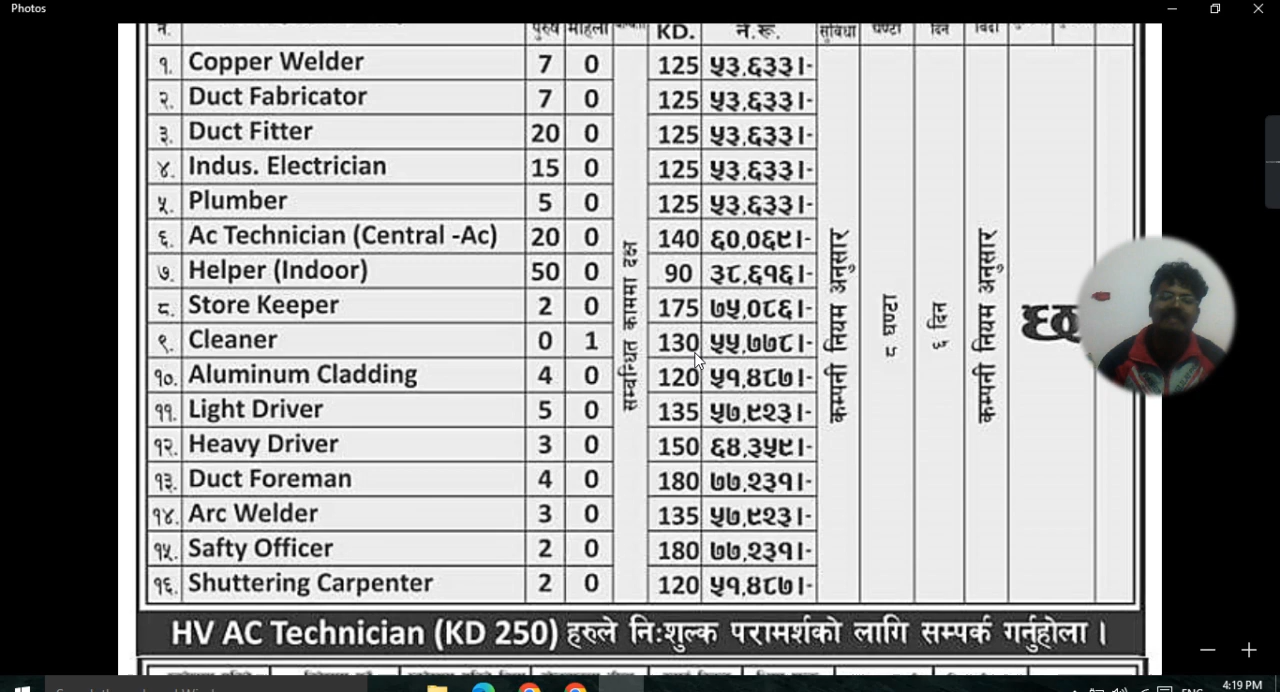 Photos
न. पुरुष महिला KD. ने.रू. सुविधा घण्टा दिन बिदा
१. Copper Welder 7 0 125 ५३,६३३।-
२. Duct Fabricator 7 0 125 ५३,६३३।-
३. Duct Fitter 20 0 125 ५३,६३३।-
४. Indus. Electrician 15 0 125 ५३,६३३।-
५. Plumber 5 0 125 ५३,६३३।-
६. Ac Technician (Central -Ac) 20 0 140 ६०,०६९।-
७. Helper (Indoor) 50 0 90 ३८,६१६।-
८. Store Keeper 2 0 175 ७५,०८६।-
९. Cleaner 0 1 130 ५५,७७८।-
१०. Aluminum Cladding 4 0 120 ५१,४८७।-
११. Light Driver 5 0 135 ५७,९२३।-
१२. Heavy Driver 3 0 150 ६४,३५९।-
१३. Duct Foreman 4 0 180 ७७,२३१।-
१४. Arc Welder 3 0 135 ५७,९२३।-
१५. Safty Officer 2 0 180 ७७,२३१।-
१६. Shuttering Carpenter 2 0 120 ५१,४८७।-
सम्बन्धित काममा दक्ष
कम्पनी नियम अनुसार
८ घण्टा
६ दिन
कम्पनी नियम अनुसार
HV AC Technician (KD 250) हरुले नि:शुल्क परामर्शको लागि सम्पर्क गर्नुहोला ।
ENG
4:19 PM